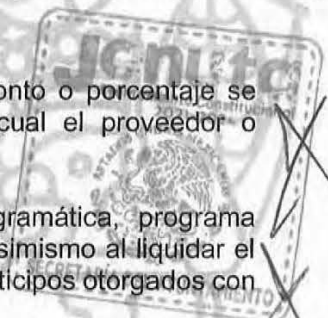 onto o porcentaje se
cual el proveedor o
gramática, programa
simismo al liquidar el
ticipos otorgados con